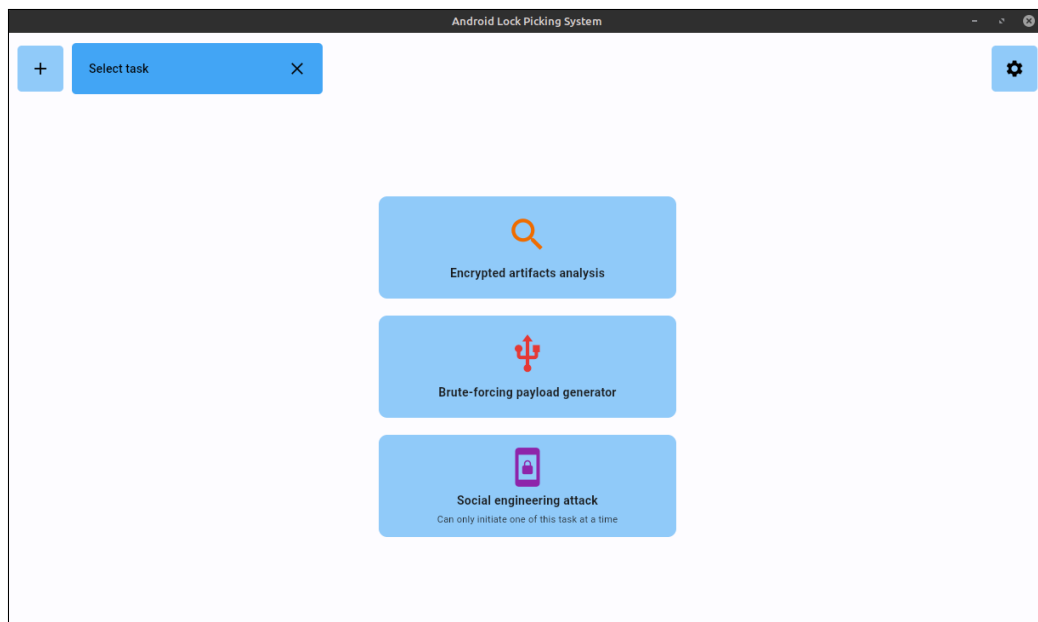 Android Lock Picking System
Select task
Encrypted artifacts analysis
Brute-forcing payload generator
Social engineering attack
Can only initiate one of this task at a time